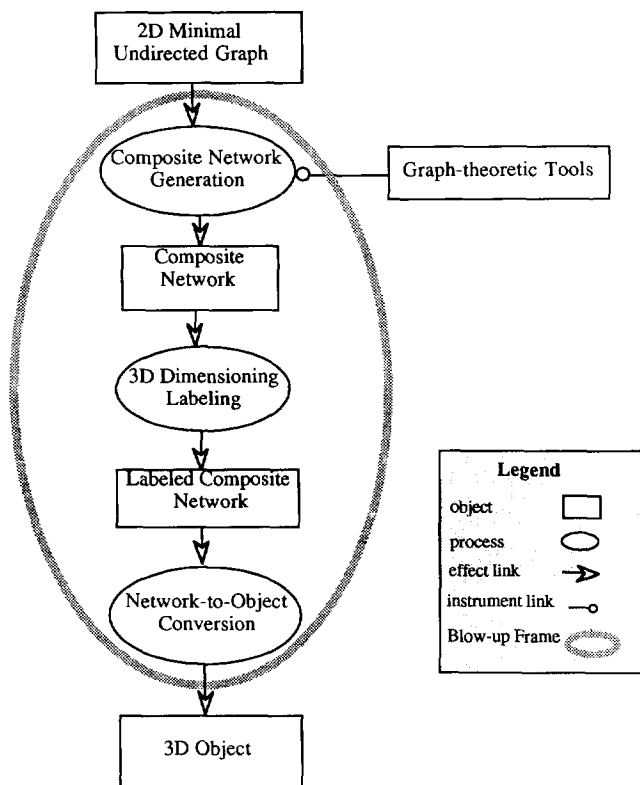 2D Minimal
Undirected Graph
Composite Network
Generation
Graph-theoretic Tools
Composite
Network
3D Dimensioning
Labeling
Labeled Composite
Network
Network-to-Object
Conversion
3D Object
Legend
object
process
effect link
instrument link
Blow-up Frame